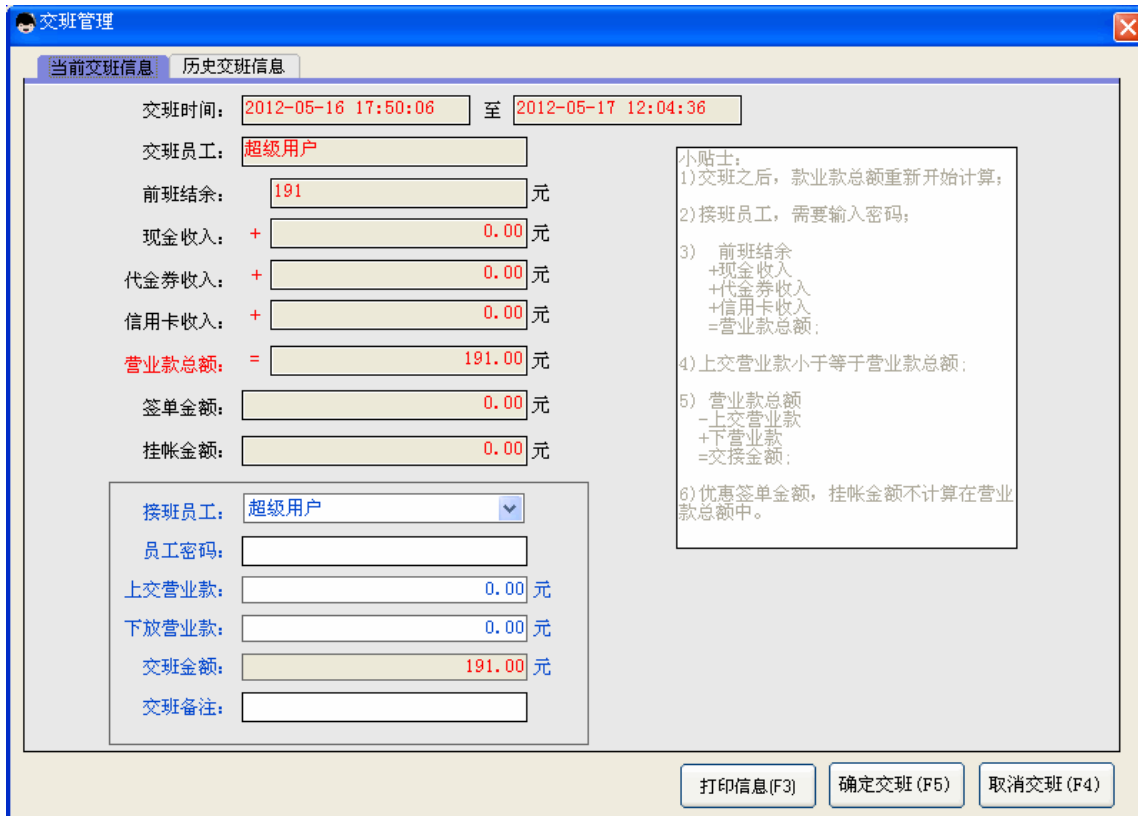 交班管理
当前交班信息 历史交班信息
交班时间： 2012-05-16 17:50:06 至 2012-05-17 12:04:36
交班员工： 超级用户
前班结余： 191 元
现金收入： + 0.00 元
代金券收入： + 0.00 元
信用卡收入： + 0.00 元
营业款总额： = 191.00 元
签单金额： 0.00 元
挂帐金额： 0.00 元
接班员工： 超级用户
员工密码：
上交营业款： 0.00 元
下放营业款： 0.00 元
交班金额： 191.00 元
交班备注：
小贴士：
1)交班之后，款业款总额重新开始计算；
2)接班员工，需要输入密码；
3) 前班结余
+现金收入
+代金券收入
+信用卡收入
=营业款总额；
4)上交营业款小于等于营业款总额；
5) 营业款总额
-上交营业款
+下营业款
=交接金额；
6)优惠签单金额，挂帐金额不计算在营业
款总额中。
打印信息(F3) 确定交班(F5) 取消交班(F4)